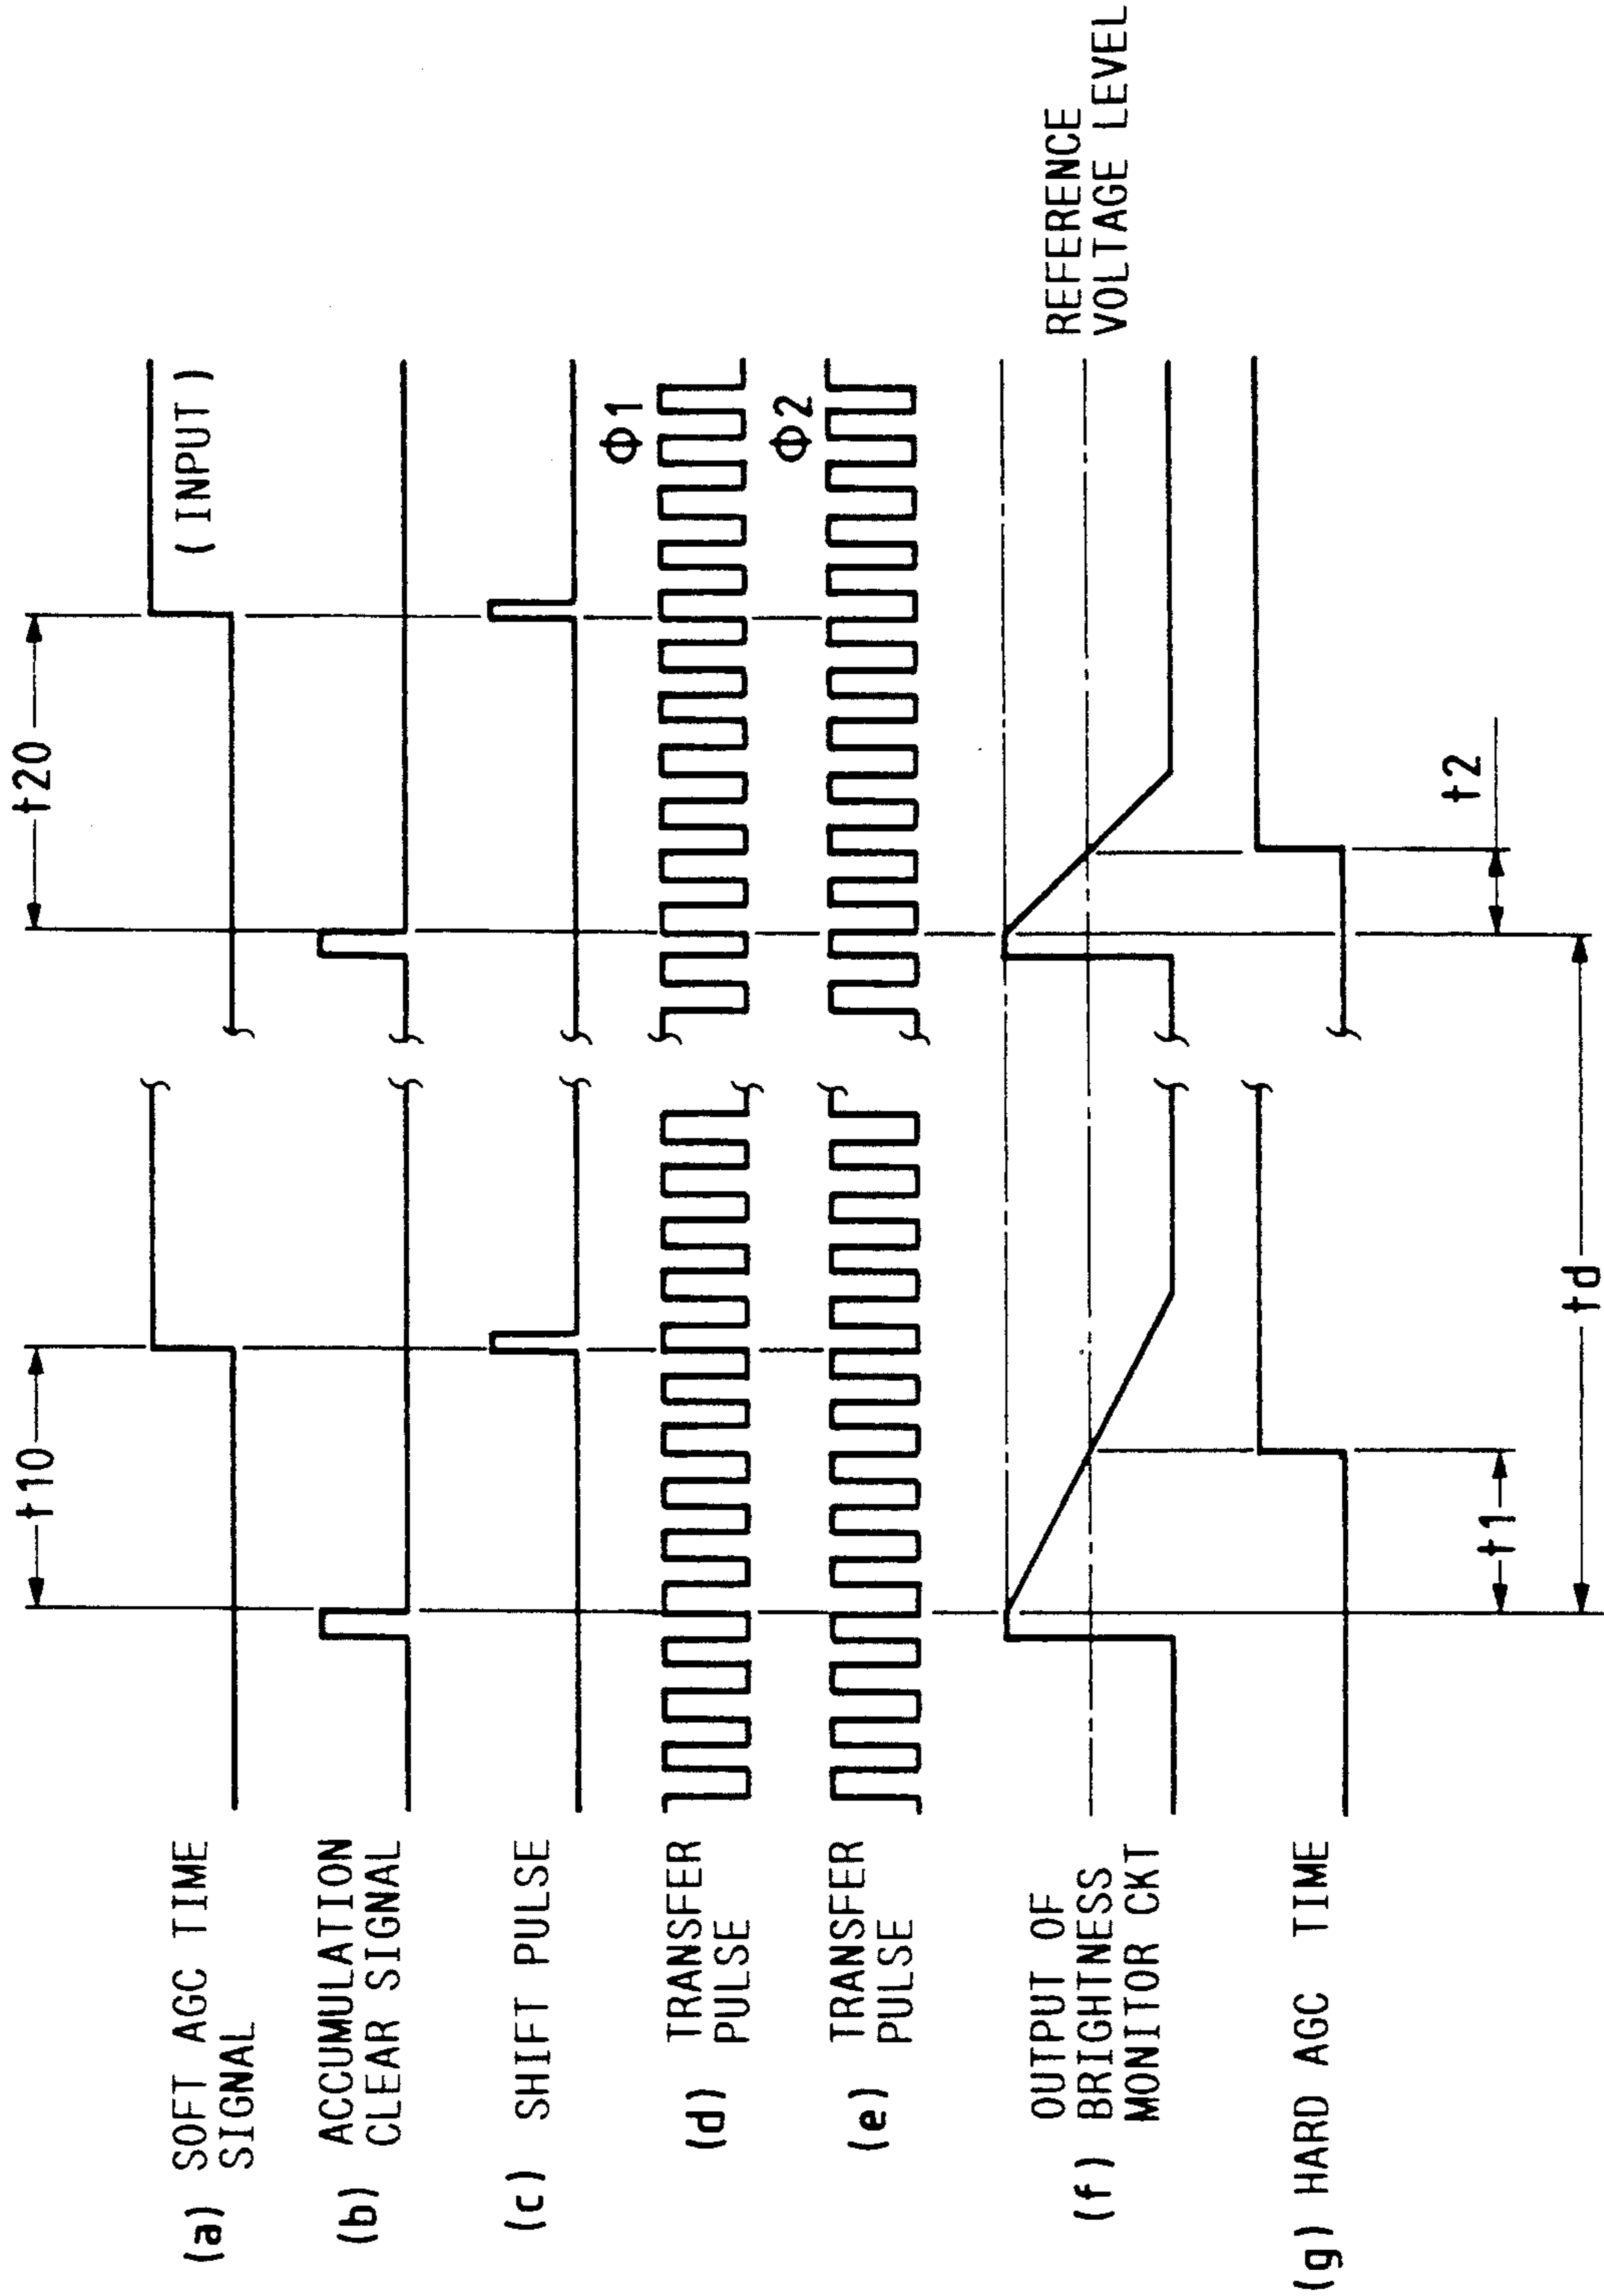 t10
t20
(a) SOFT AGC TIME
SIGNAL
(INPUT)
(b) ACCUMULATION
CLEAR SIGNAL
(c) SHIFT PULSE
Φ1
(d) TRANSFER
PULSE
Φ2
(e) TRANSFER
PULSE
(f) OUTPUT OF
BRIGHTNESS
MONITOR CKT
REFERENCE
VOLTAGE LEVEL
(g) HARD AGC TIME
t1
t2
td